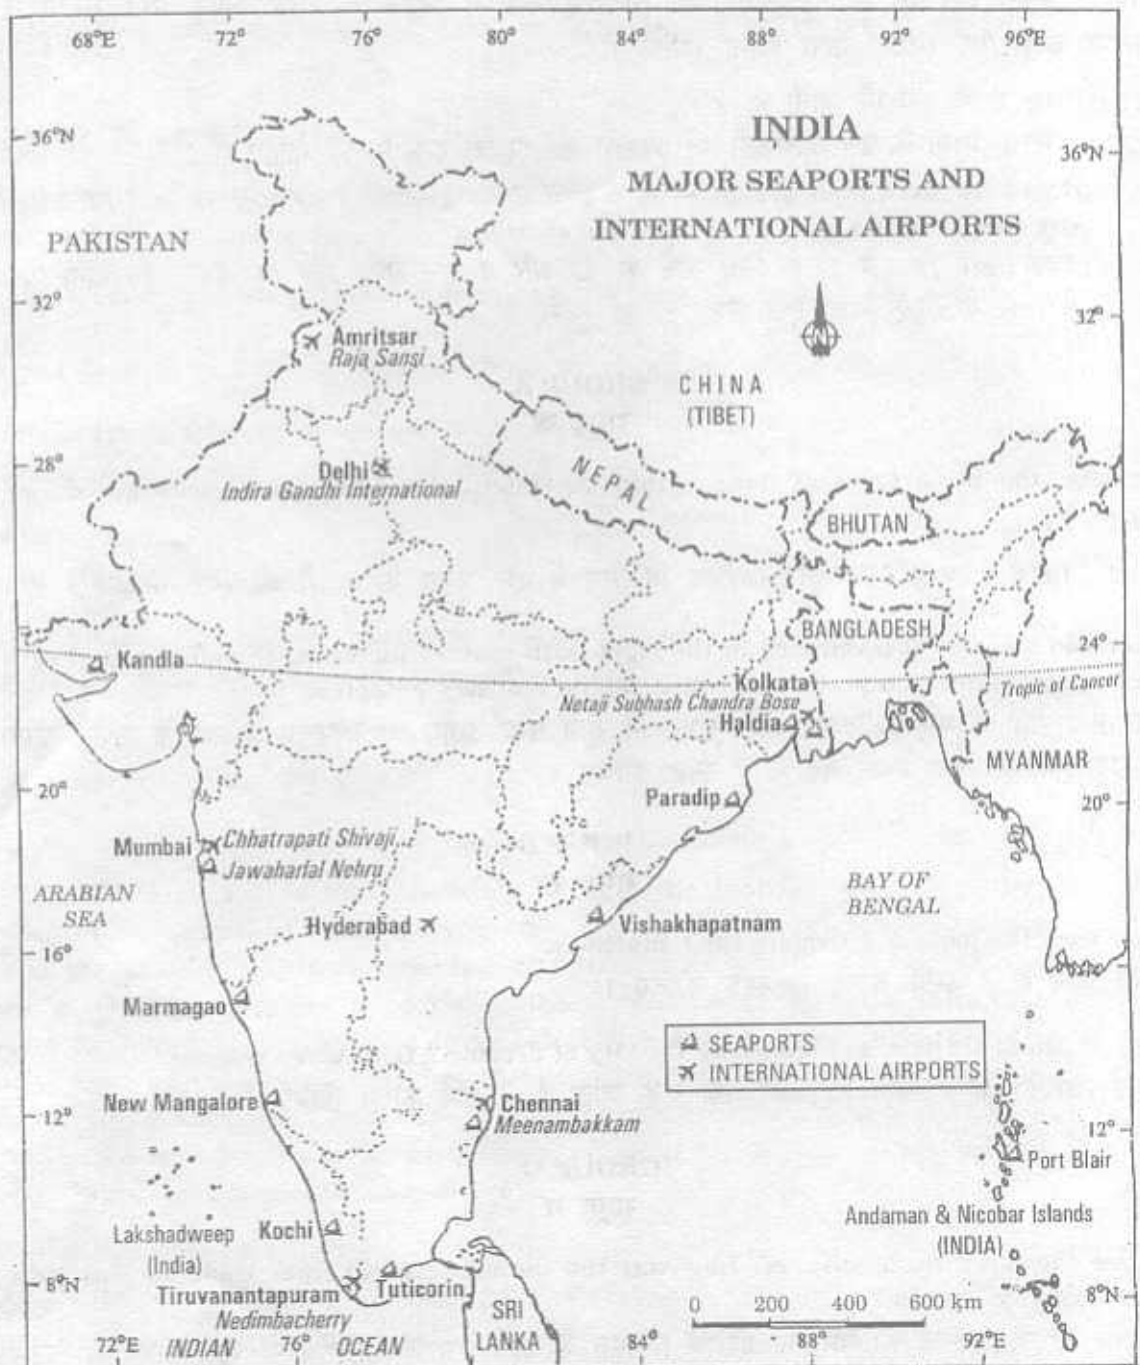 68°E 72° 76° 80° 84° 88° 92° 96°E
INDIA
MAJOR SEAPORTS AND
INTERNATIONAL AIRPORTS
36°N 36°N
PAKISTAN
32° 32°
Amritsar
Raja Sansi
CHINA
(TIBET)
28°
Delhi
Indira Gandhi International
NEPAL
BHUTAN
BANGLADESH
24°
Kandla
Tropic of Cancer
Kolkata
Netaji Subhash Chandra Bose
Haldia
MYANMAR
20° 20°
Paradip
Mumbai
Chhatrapati Shivaji
Jawaharlal Nehru
ARABIAN
SEA
BAY OF
BENGAL
Hyderabad
Vishakhapatnam
16°
Marmagao
SEAPORTS
INTERNATIONAL AIRPORTS
New Mangalore
Chennai
Meenambakkam
12° 12°
Port Blair
Lakshadweep
(India)
Kochi
Andaman & Nicobar Islands
(INDIA)
8°N 8°N
Tiruvanantapuram
Nedimbacherry
Tuticorin
SRI
LANKA
0 200 400 600 km
72°E 76° 84° 88° 92°E
INDIAN OCEAN
N